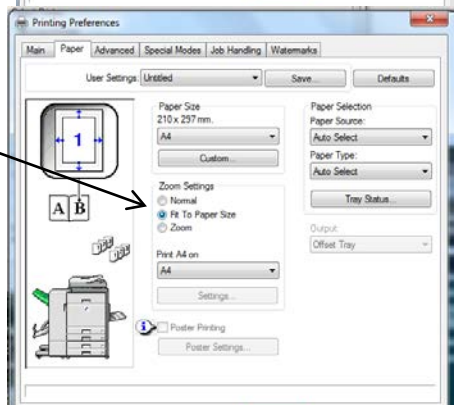 Printing Preferences
Main Paper Advanced Special Modes Job Handling Watermarks
User Settings: Untitled Save... Defaults
Paper Size
210 x 297 mm.
A4
Custom...
Zoom Settings
Normal
Fit To Paper Size
Zoom
Print A4 on
A4
Settings...
Poster Printing
Poster Settings...
Paper Selection
Paper Source:
Auto Select
Paper Type:
Auto Select
Tray Status...
Output:
Offset Tray
1
A B